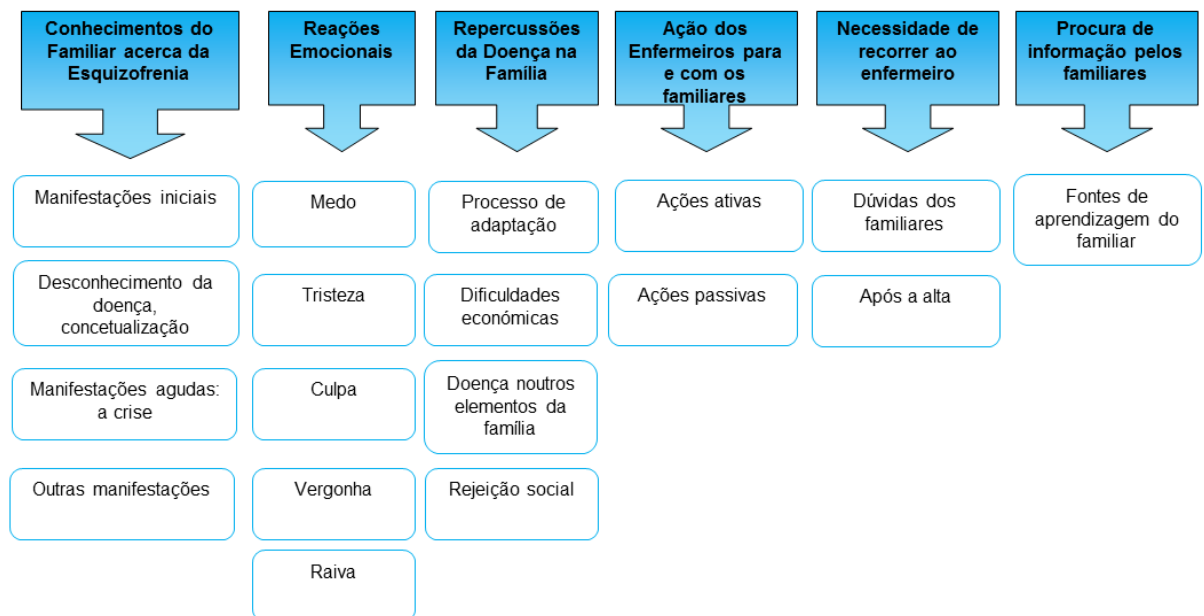 Conhecimentos do
Familiar acerca da
Esquizofrenia
Manifestações iniciais
Desconhecimento da
doença,
concetualização
Manifestações agudas:
a crise
Outras manifestações
Reações
Emocionais
Medo
Tristeza
Culpa
Vergonha
Raiva
Repercussões
da Doença na
Família
Processo de
adaptação
Dificuldades
económicas
Doença noutros
elementos da
família
Rejeição social
Ação dos
Enfermeiros para
e com os
familiares
Ações ativas
Ações passivas
Necessidade de
recorrer ao
enfermeiro
Dúvidas dos
familiares
Após a alta
Procura de
informação pelos
familiares
Fontes de
aprendizagem do
familiar